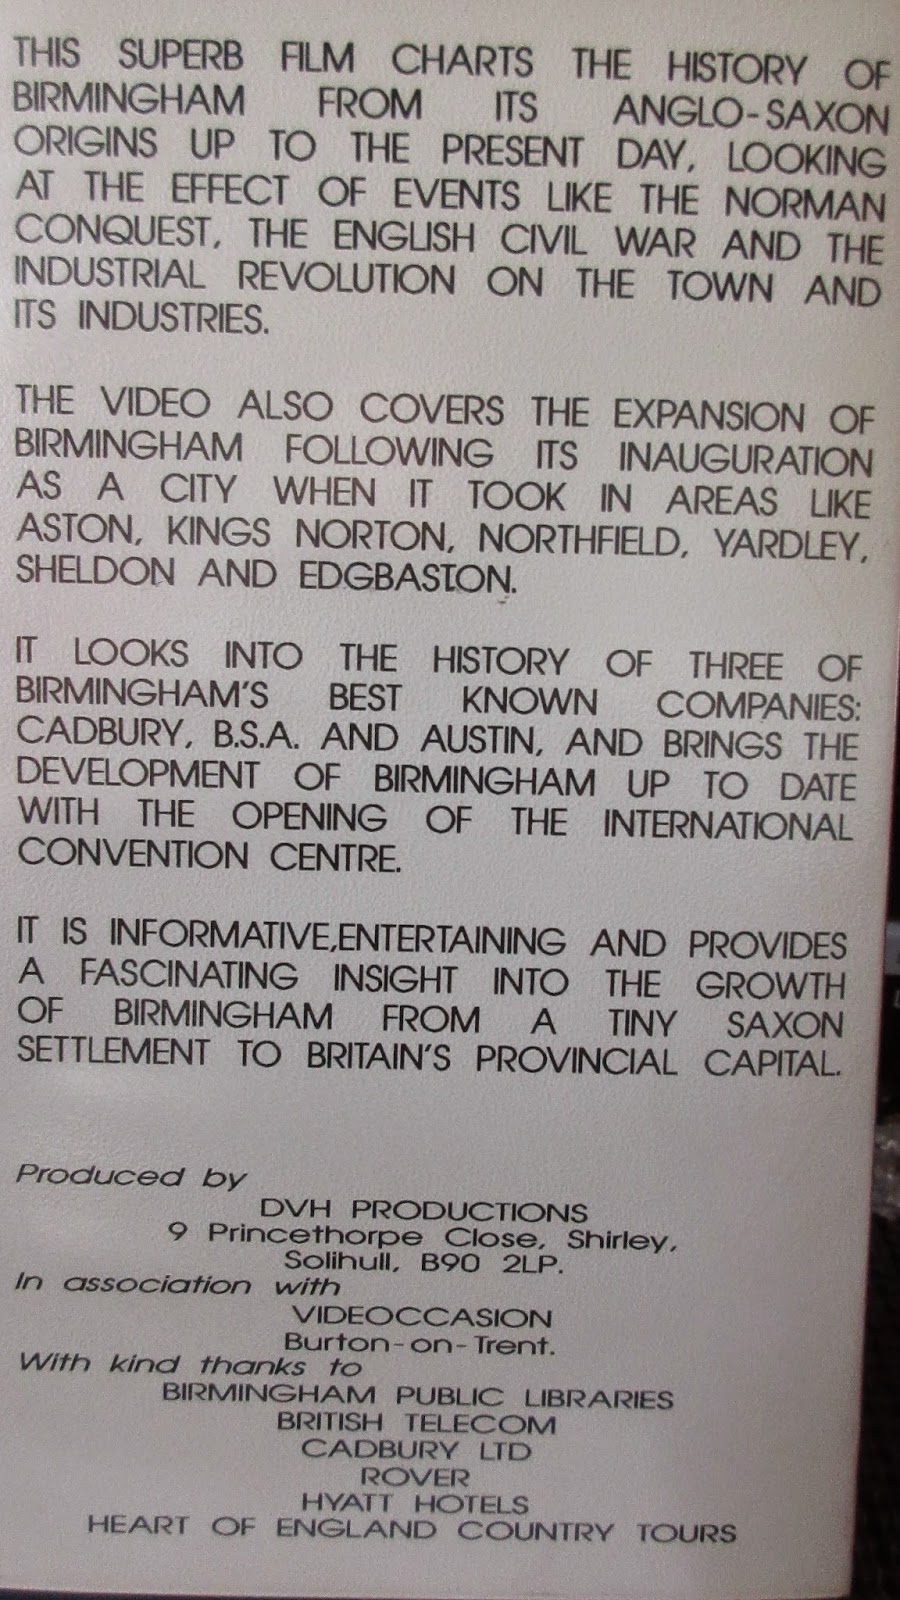 THIS SUPERB FILM CHARTS THE HISTORY OF
BIRMINGHAM FROM ITS ANGLO-SAXON
ORIGINS UP TO THE PRESENT DAY, LOOKING
AT THE EFFECT OF EVENTS LIKE THE NORMAN
CONQUEST, THE ENGLISH CIVIL WAR AND THE
INDUSTRIAL REVOLUTION ON THE TOWN AND
ITS INDUSTRIES.
THE VIDEO ALSO COVERS THE EXPANSION OF
BIRMINGHAM FOLLOWING ITS INAUGURATION
AS A CITY WHEN IT TOOK IN AREAS LIKE
ASTON, KINGS NORTON, NORTHFIELD, YARDLEY,
SHELDON AND EDGBASTON.
IT LOOKS INTO THE HISTORY OF THREE OF
BIRMINGHAM'S BEST KNOWN COMPANIES:
CADBURY, B.S.A. AND AUSTIN, AND BRINGS THE
DEVELOPMENT OF BIRMINGHAM UP TO DATE
WITH THE OPENING OF THE INTERNATIONAL
CONVENTION CENTRE.
IT IS INFORMATIVE,ENTERTAINING AND PROVIDES
A FASCINATING INSIGHT INTO THE GROWTH
OF BIRMINGHAM FROM A TINY SAXON
SETTLEMENT TO BRITAIN'S PROVINCIAL CAPITAL.
Produced by
DVH PRODUCTIONS
9 Princethorpe Close, Shirley,
Solihull, B90 2LP.
In association with
VIDEOCCASION
Burton-on-Trent.
With kind thanks to
BIRMINGHAM PUBLIC LIBRARIES
BRITISH TELECOM
CADBURY LTD
ROVER
HYATT HOTELS
HEART OF ENGLAND COUNTRY TOURS